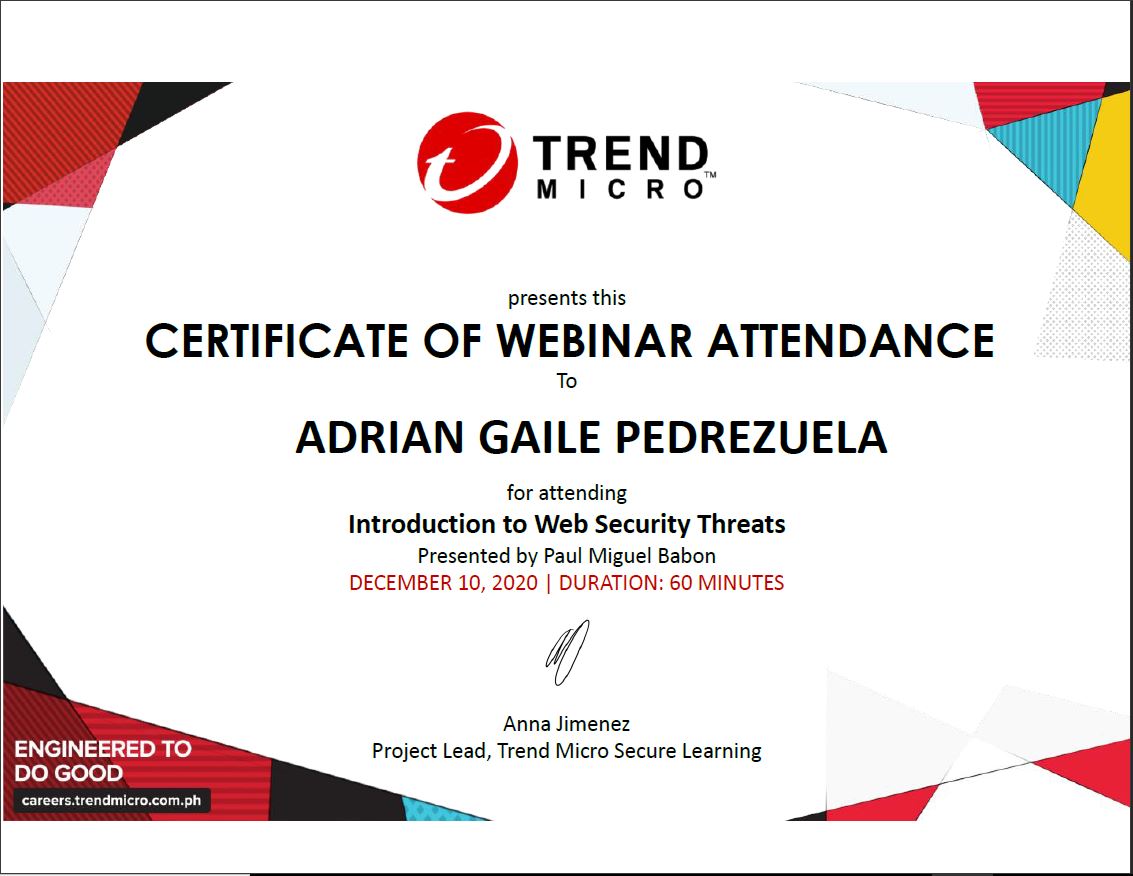 TREND
MICRO™
presents this
CERTIFICATE OF WEBINAR ATTENDANCE
To
ADRIAN GAILE PEDREZUELA
for attending
Introduction to Web Security Threats
Presented by Paul Miguel Babon
DECEMBER 10, 2020 | DURATION: 60 MINUTES
Anna Jimenez
Project Lead, Trend Micro Secure Learning
ENGINEERED TO
DO GOOD
careers.trendmicro.com.ph